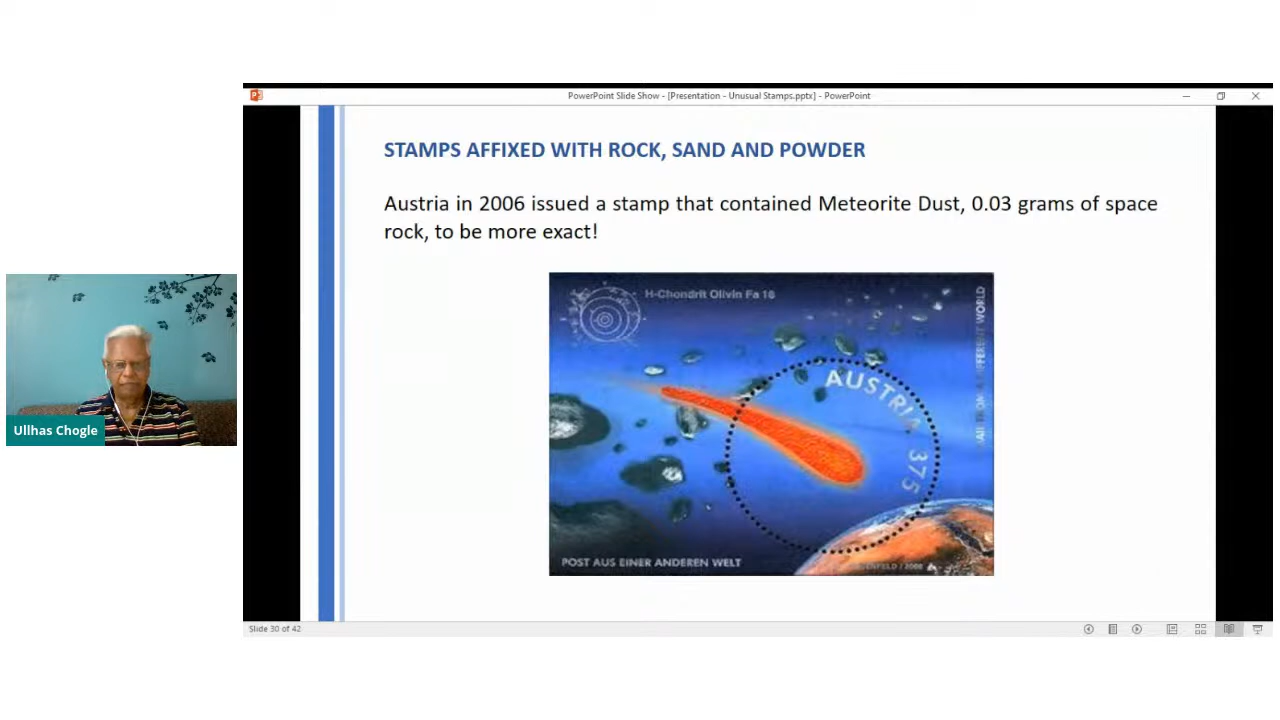 PowerPoint Slide Show - [Presentation - Unusual Stamps.pptx] - PowerPoint
STAMPS AFFIXED WITH ROCK, SAND AND POWDER
Austria in 2006 issued a stamp that contained Meteorite Dust, 0.03 grams of space
rock, to be more exact!
H-Chondrit Olivin Fa 18
AUSTRIA 375
WORLD
POST AUS EINER ANDEREN WELT
Ullhas Chogle
Slide 30 of 42